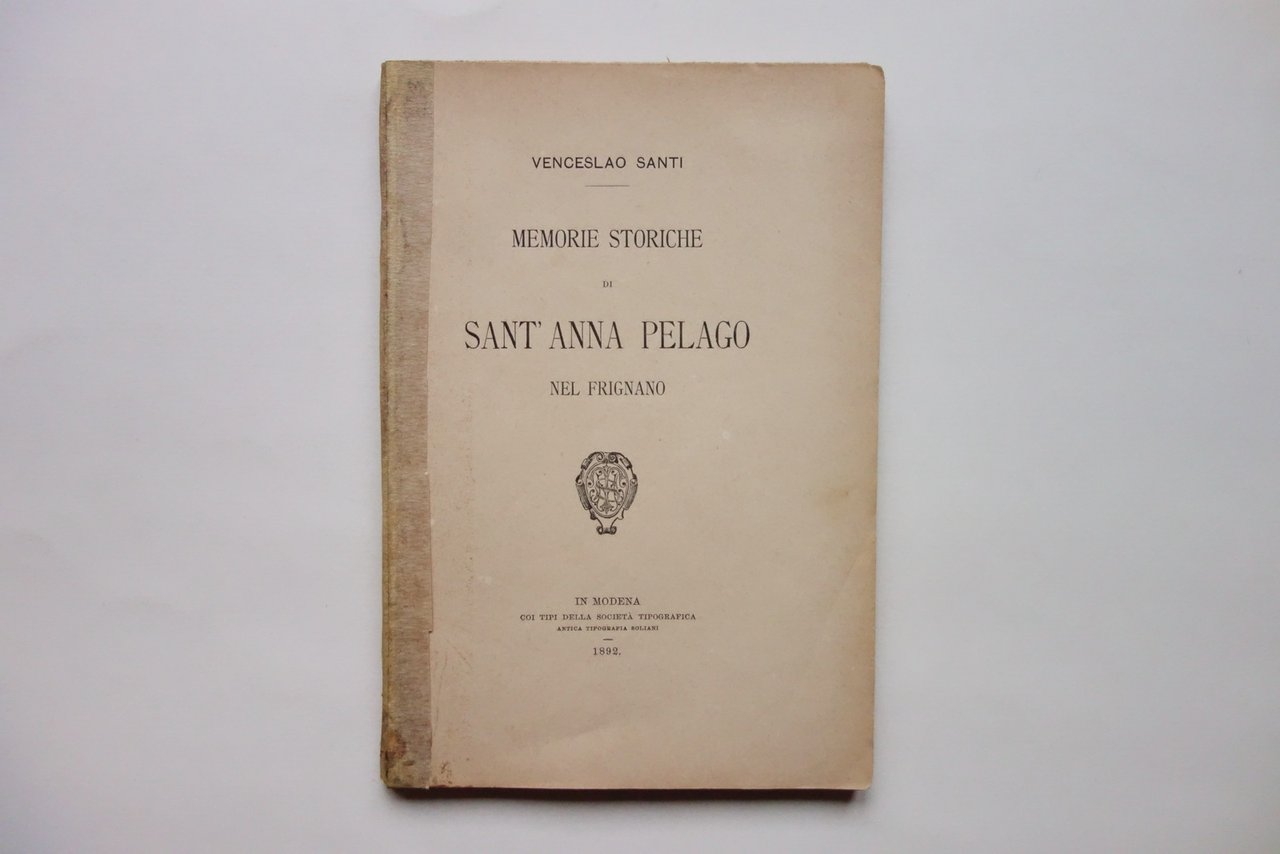 VENCESLAO SANTI
MEMORIE STORICHE
DI
SANT' ANNA PELAGO
NEL FRIGNANO
IN MODENA
COI TIPI DELLA SOCIETÀ TIPOGRAFICA
ANTICA TIPOGRAFIA SOLIANI
1892.